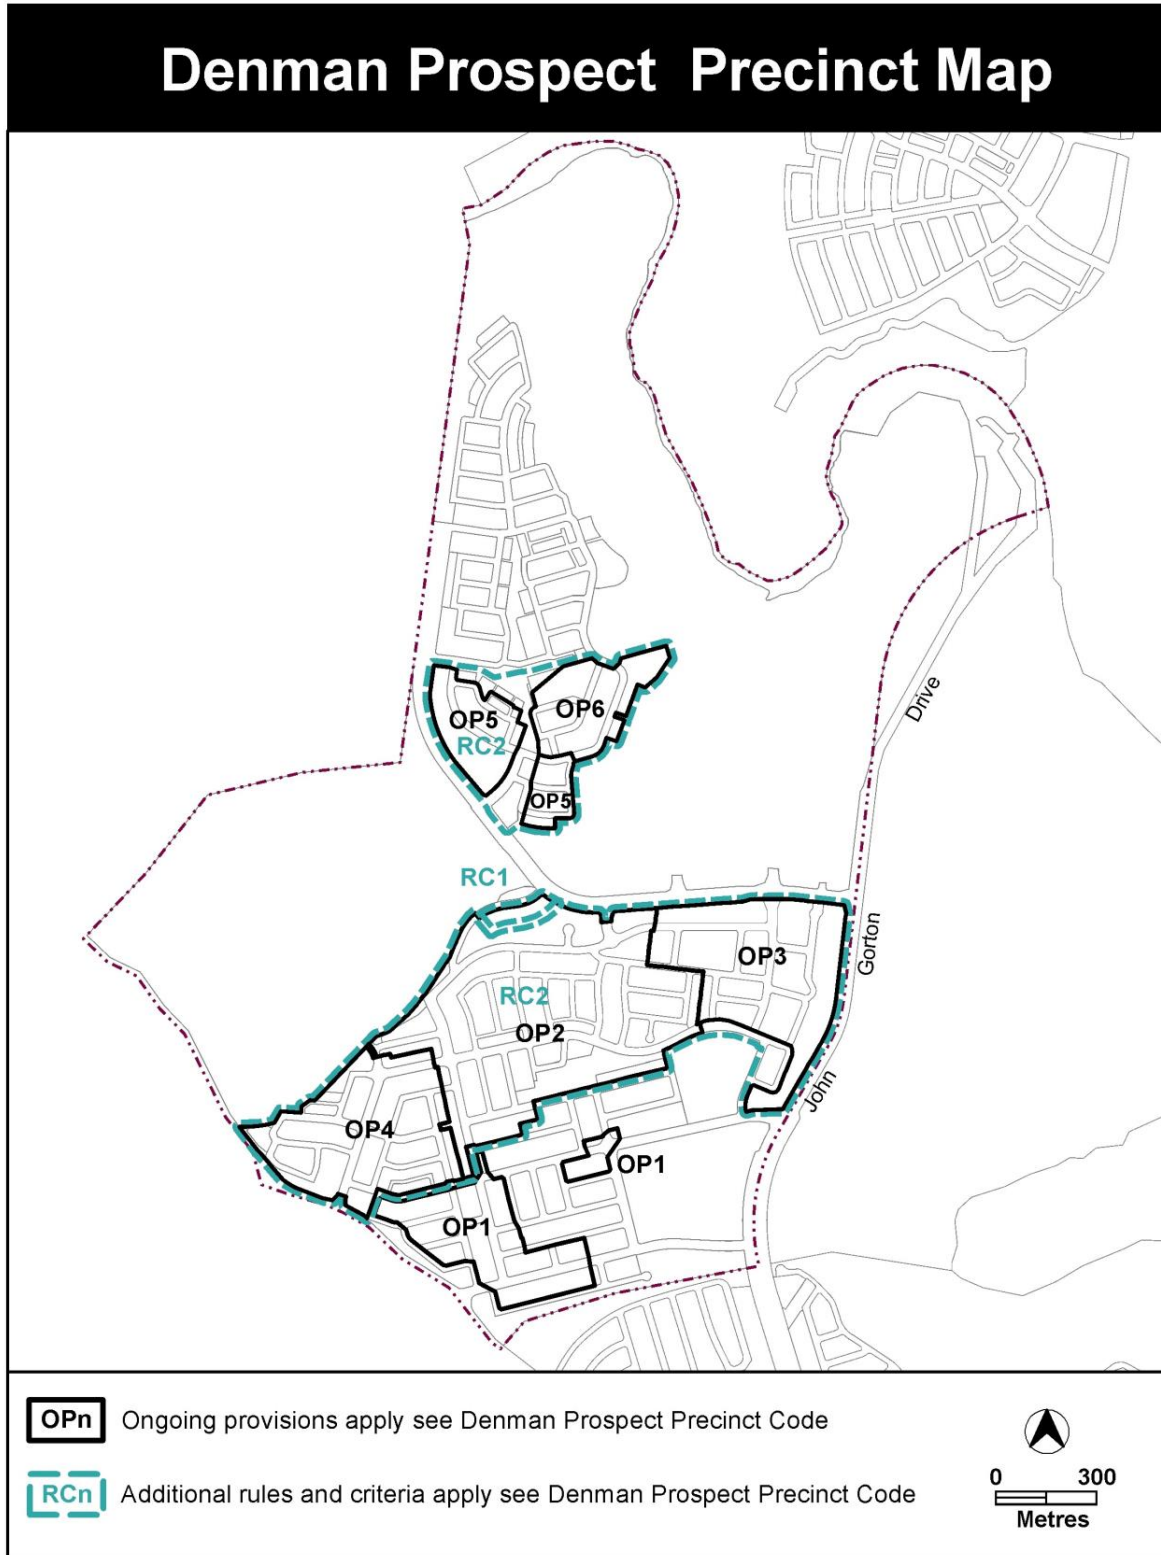 Denman Prospect Precinct Map
OP5
RC2
OP6
OP5
Drive
RC1
Gorton
OP3
RC2
OP2
John
OP4
OP1
OP1
OPn Ongoing provisions apply see Denman Prospect Precinct Code
RCn Additional rules and criteria apply see Denman Prospect Precinct Code
0 300
Metres